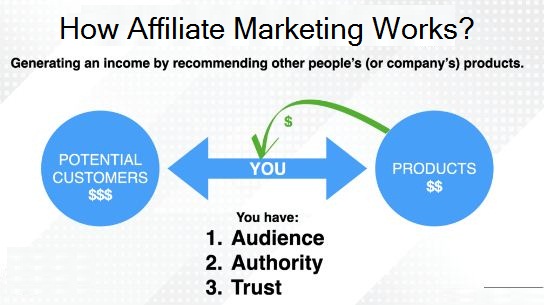 How Affiliate Marketing Works?
Generating an income by recommending other people's (or company's) products.
$
POTENTIAL
CUSTOMERS
$$$
YOU
PRODUCTS
$$
You have:
1. Audience
2. Authority
3. Trust